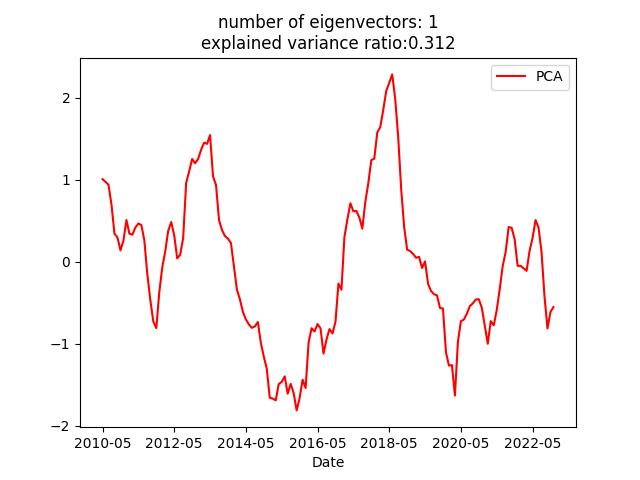 number of eigenvectors: 1
explained variance ratio:0.312
PCA
2
1
0
−1
−2
2010-05 2012-05 2014-05 2016-05 2018-05 2020-05 2022-05
Date